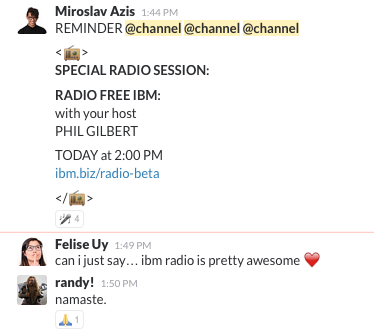 Miroslav Azis 1:44 PM
REMINDER @channel @channel @channel
<📻>
SPECIAL RADIO SESSION:
RADIO FREE IBM:
with your host
PHIL GILBERT
TODAY at 2:00 PM
ibm.biz/radio-beta
</📻>
🎤 4
Felise Uy 1:49 PM
can i just say... ibm radio is pretty awesome ❤️
randy! 1:50 PM
namaste.
🙏 1